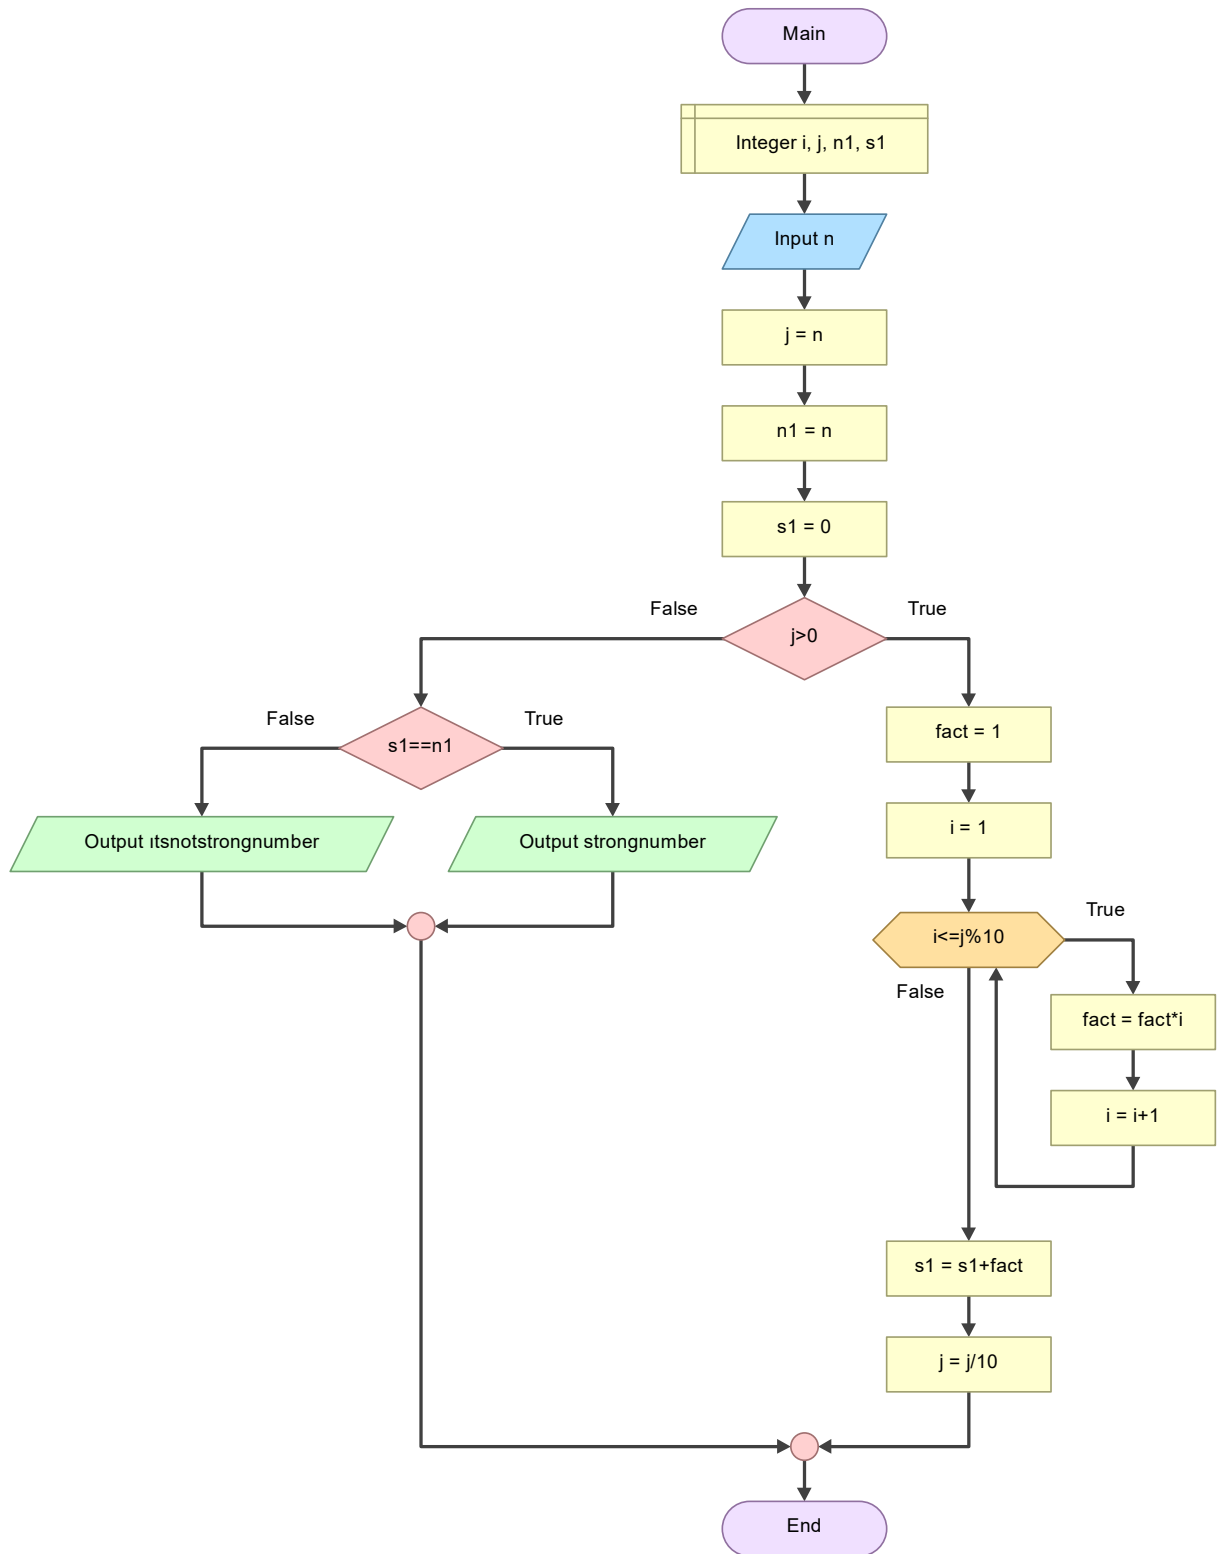 Main
Integer i, j, n1, s1
Input n
j = n
n1 = n
s1 = 0
False
True
j>0
False
True
s1==n1
fact = 1
Output ıtsnotstrongnumber
Output strongnumber
i = 1
True
i<=j%10
False
fact = fact*i
i = i+1
s1 = s1+fact
j = j/10
End